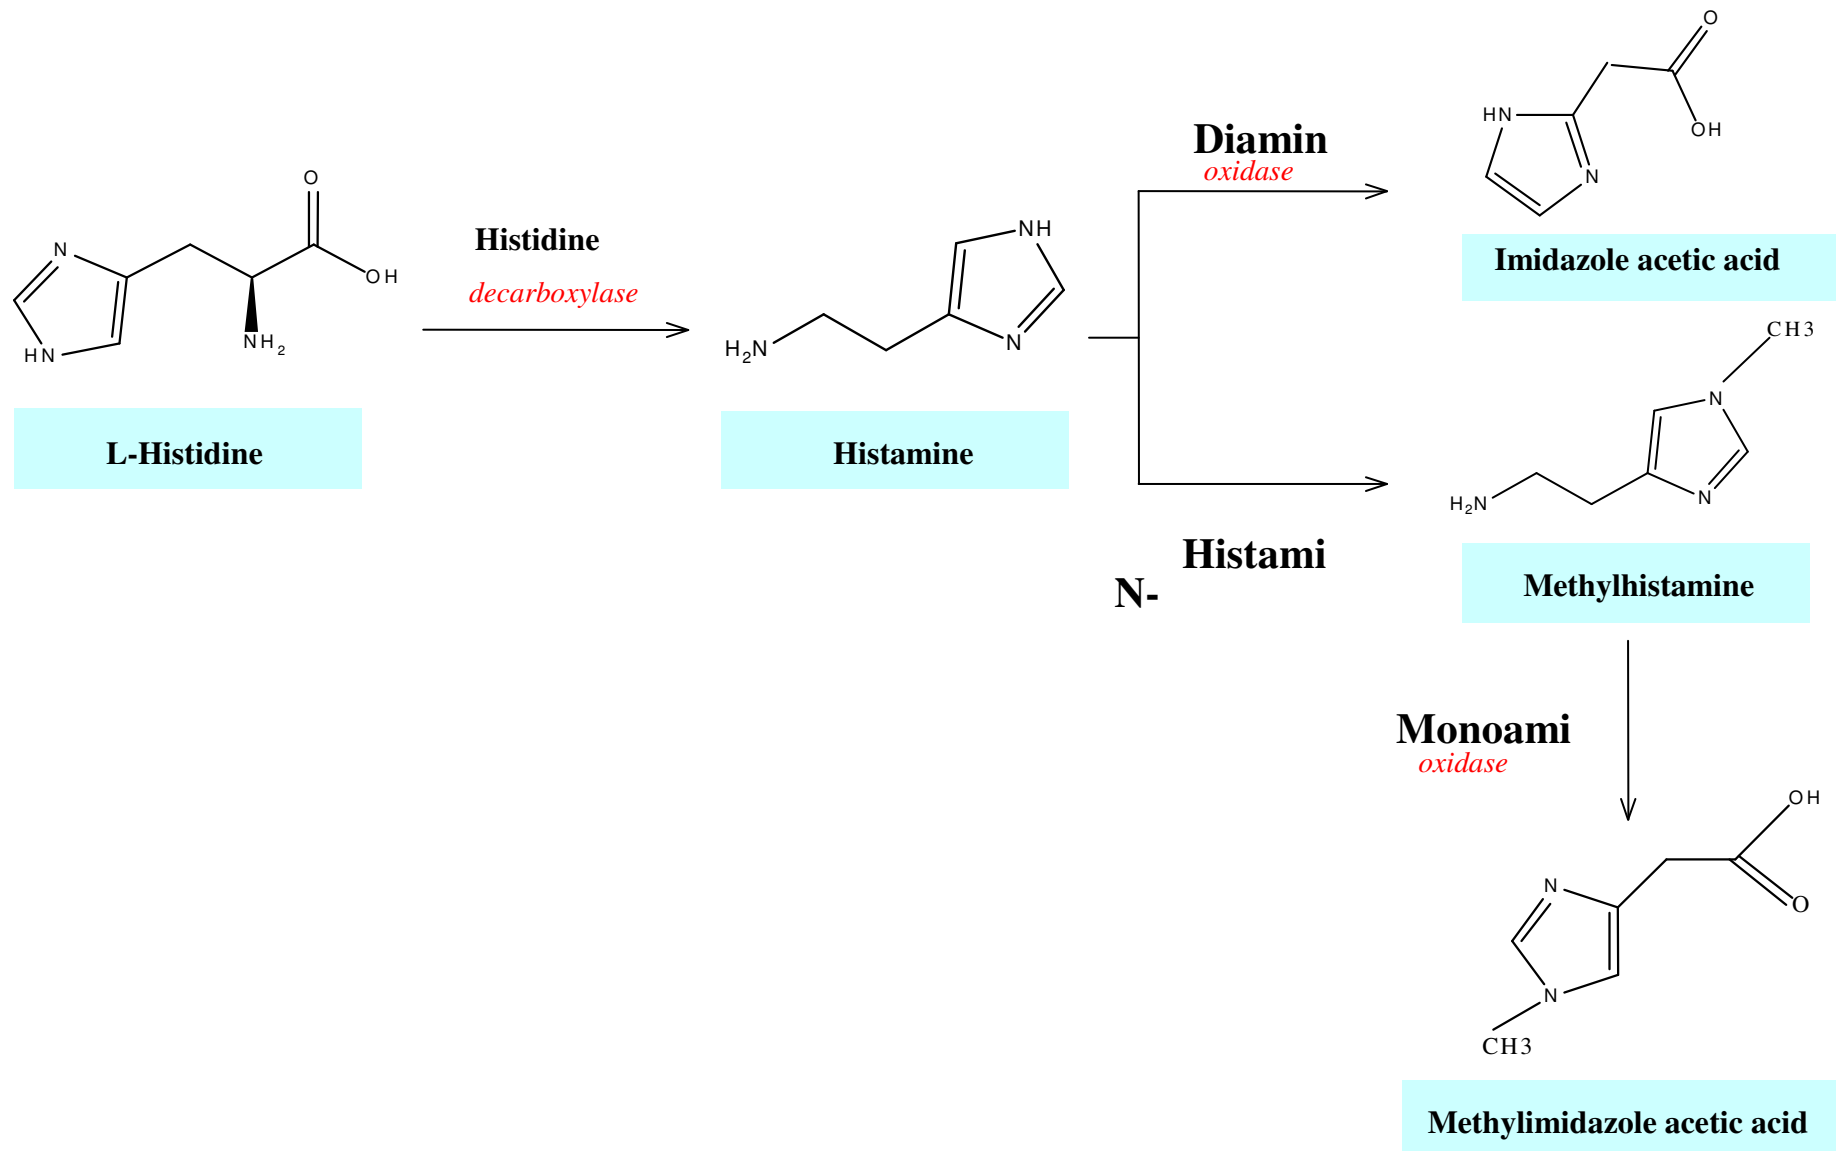 O
OH
HN
N
Diamin
oxidase
Imidazole acetic acid
O
OH
N
HN
NH2
L-Histidine
Histidine
decarboxylase
NH
N
H2N
Histamine
CH3
N
N
H2N
Methylhistamine
Histami
N-
Monoami
oxidase
OH
O
N
N
CH3
Methylimidazole acetic acid